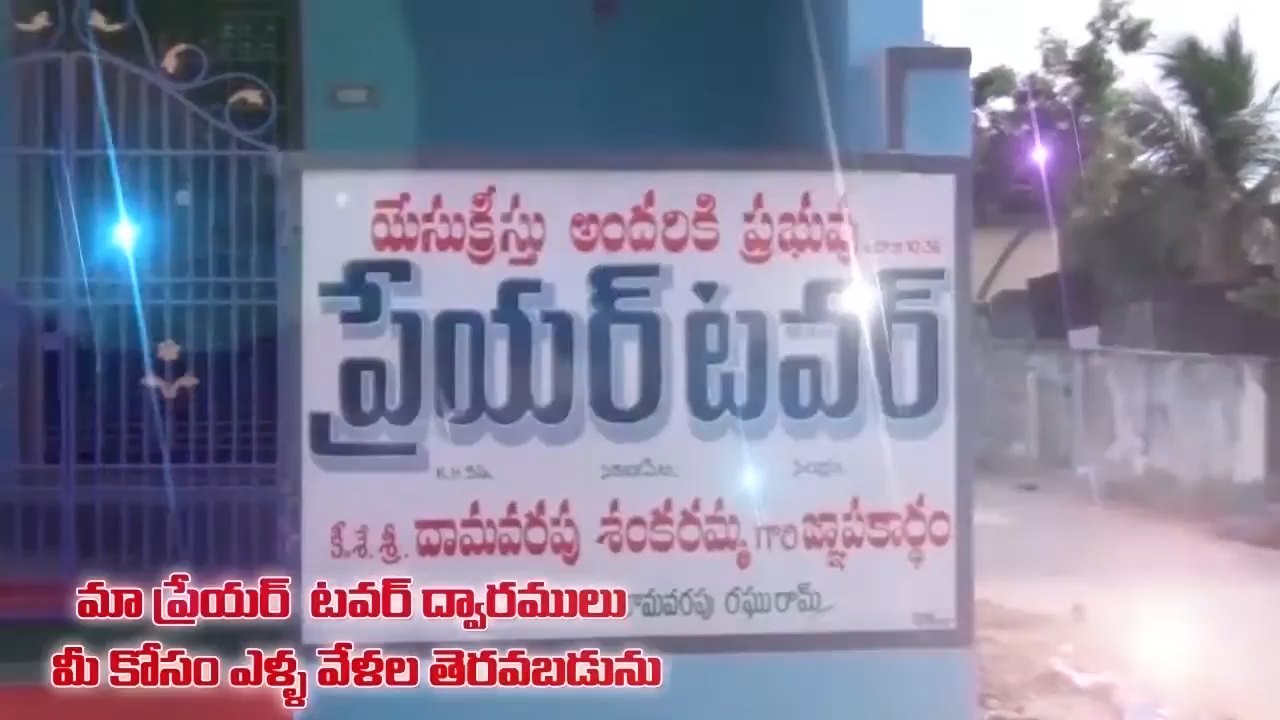 యేసుక్రీస్తు అందరికి ప్రభువు
ప్రేయర్ టవర్
కీ.శే.శ్రీ. దామవరపు శంకరమ్మ గారి జ్ఞాపకార్థం
రఘురామ్
మా ప్రేయర్ టవర్ ద్వారములు
మీ కోసం ఎళ్ళ వేళల తెరవబడును